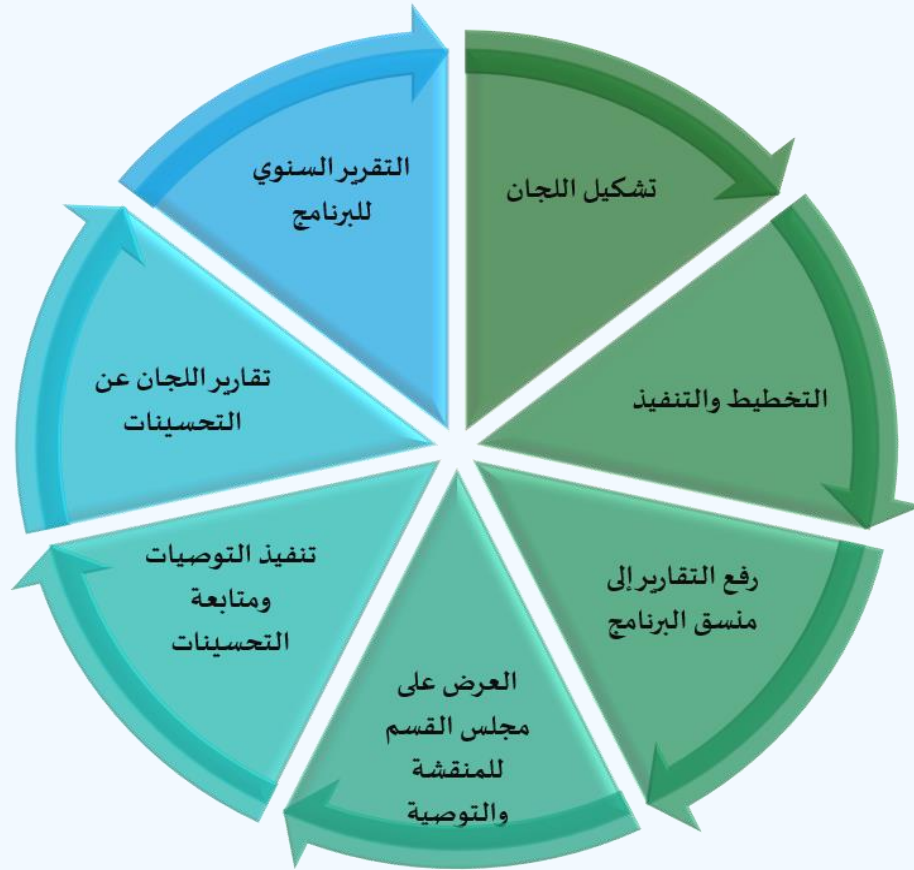 تشكيل اللجان
التخطيط والتنفيذ
رفع التقارير إلى
منسق البرنامج
العرض على
مجلس القسم
للمنقشة
والتوصية
تنفيذ التوصيات
ومتابعة
التحسينات
تقارير اللجان عن
التحسينات
التقرير السنوي
للبرنامج